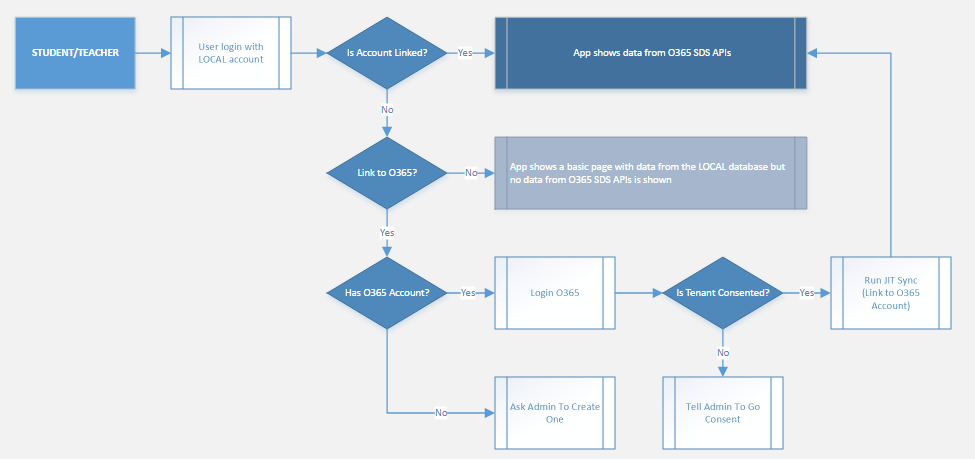 STUDENT/TEACHER
User login with
LOCAL account
Is Account Linked?
Yes
App shows data from O365 SDS APIs
No
Link to O365?
No
App shows a basic page with data from the LOCAL database but
no data from O365 SDS APIs is shown
Yes
Has O365 Account?
Yes
Login O365
Is Tenant Consented?
Yes
Run JIT Sync
(Link to O365
Account)
No
No
Ask Admin To Create
One
Tell Admin To Go
Consent